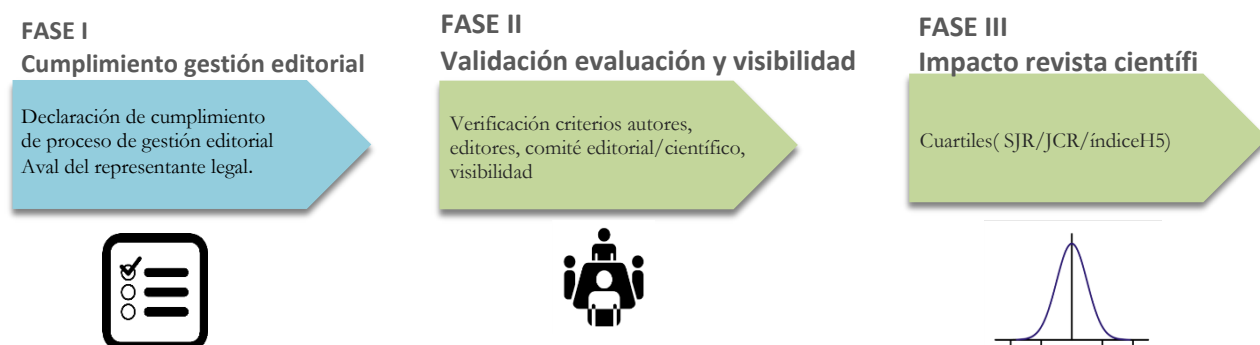 FASE I
Cumplimiento gestión editorial
Declaración de cumplimiento
de proceso de gestión editorial
Aval del representante legal.
FASE II
Validación evaluación y visibilidad
Verificación criterios autores,
editores, comité editorial/científico,
visibilidad
FASE III
Impacto revista científi
Cuartiles( SJR/JCR/índiceH5)